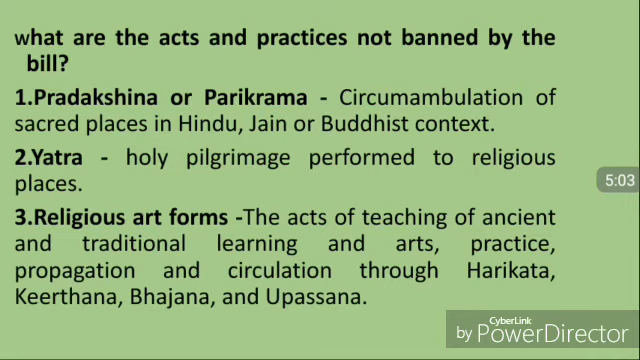 what are the acts and practices not banned by the
bill?
1.Pradakshina or Parikrama - Circumambulation of
sacred places in Hindu, Jain or Buddhist context.
2.Yatra - holy pilgrimage performed to religious
places.
5:03
3.Religious art forms -The acts of teaching of ancient
and traditional learning and arts, practice,
propagation and circulation through Harikata,
Keerthana, Bhajana, and Upassana.
CyberLink
by PowerDirector